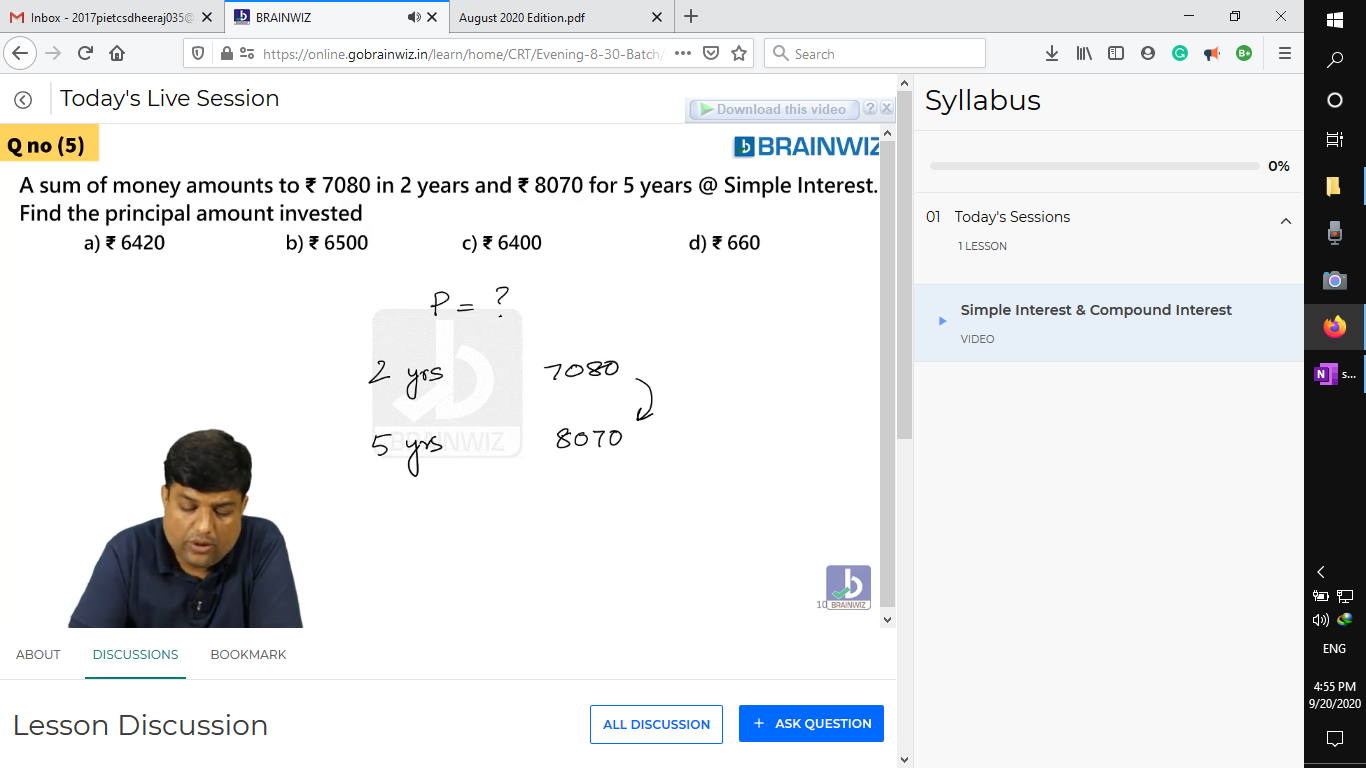 Inbox - 2017pietcsdheeraj035@
BRAINWIZ
August 2020 Edition.pdf
https://online.gobrainwiz.in/learn/home/CRT/Evening-8-30-Batch/
Search
Today's Live Session
Download this video
Q no (5)
BRAINWIZ
A sum of money amounts to ₹ 7080 in 2 years and ₹ 8070 for 5 years @ Simple Interest.
Find the principal amount invested
a) ₹ 6420 b) ₹ 6500 c) ₹ 6400 d) ₹ 660
P = ?
2 yrs 7080
5 yrs 8070
BRAINWIZ
10
BRAINWIZ
ABOUT DISCUSSIONS BOOKMARK
Lesson Discussion
ALL DISCUSSION
+ ASK QUESTION
Syllabus
0%
01 Today's Sessions
1 LESSON
Simple Interest & Compound Interest
VIDEO
B+
N s...
ENG
4:55 PM
9/20/2020